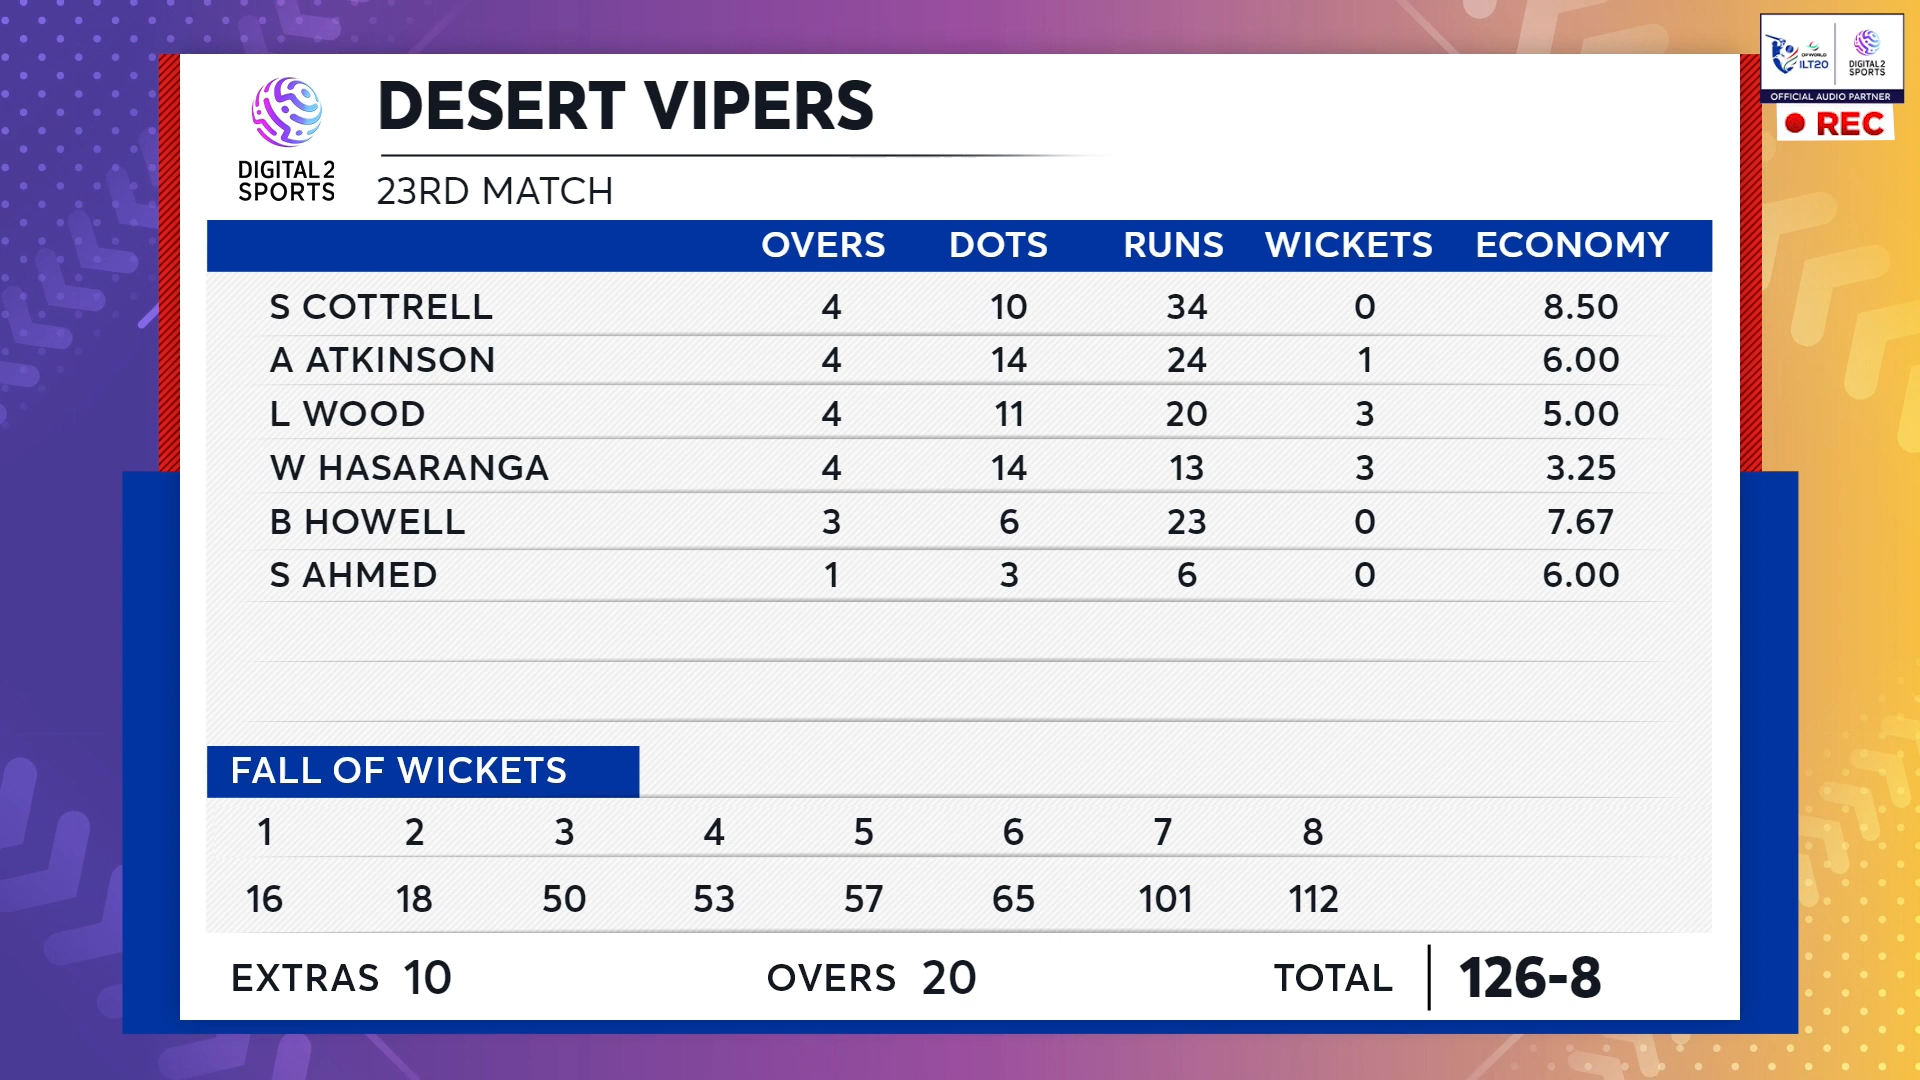 DESERT VIPERS
DP WORLD
ILT20
DIGITAL 2
SPORTS
OFFICIAL AUDIO PARTNER
REC
DIGITAL 2
SPORTS
23RD MATCH
OVERS DOTS RUNS WICKETS ECONOMY
S COTTRELL 4 10 34 0 8.50
A ATKINSON 4 14 24 1 6.00
L WOOD 4 11 20 3 5.00
W HASARANGA 4 14 13 3 3.25
B HOWELL 3 6 23 0 7.67
S AHMED 1 3 6 0 6.00
FALL OF WICKETS
1 2 3 4 5 6 7 8
16 18 50 53 57 65 101 112
EXTRAS 10 OVERS 20 TOTAL 126-8